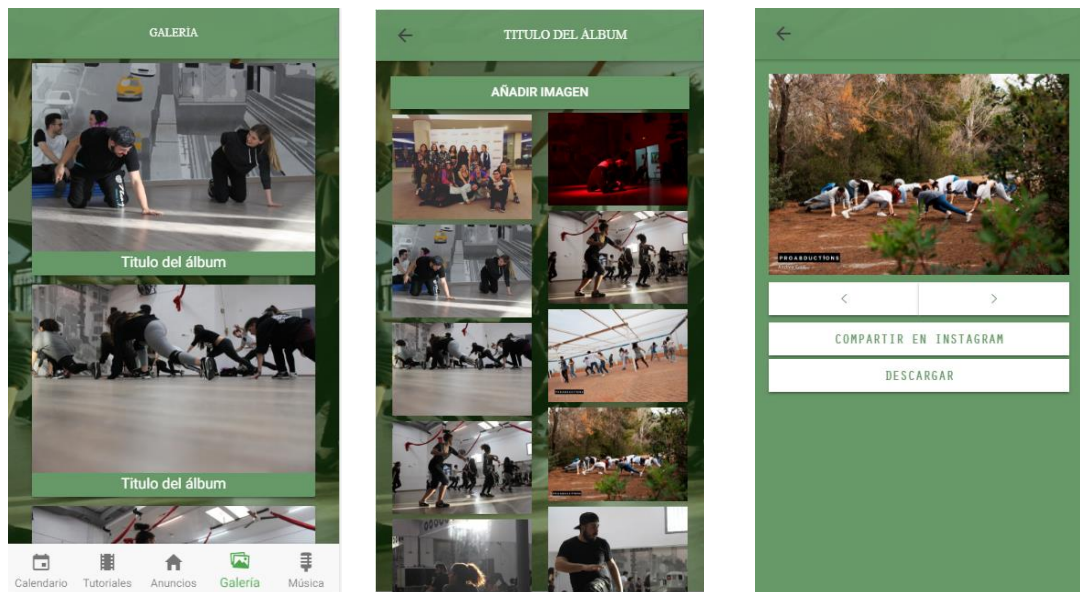 GALERÍA
Titulo del álbum
Titulo del álbum
Calendario
Tutoriales
Anuncios
Galería
Música
TITULO DEL ÁLBUM
AÑADIR IMAGEN
PROABDUCTIONS
COMPARTIR EN INSTAGRAM
DESCARGAR